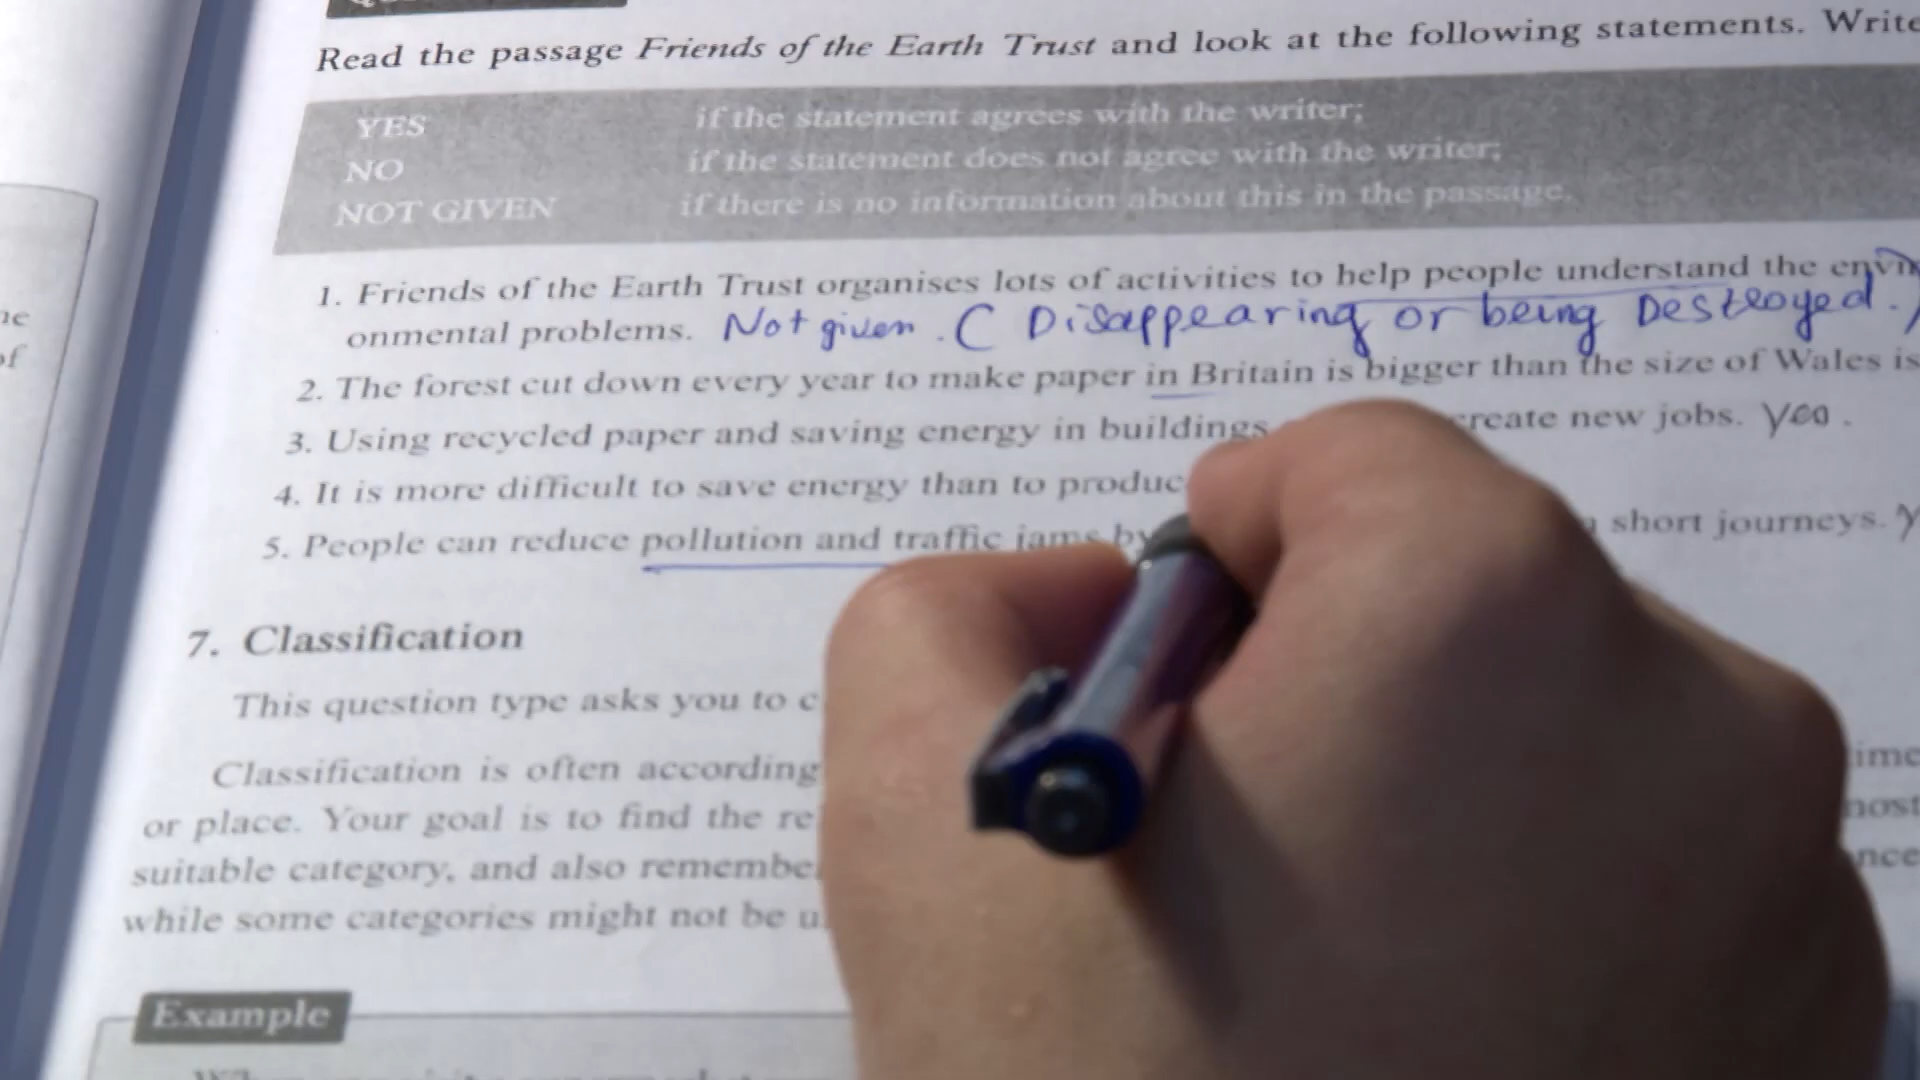 Read the passage Friends of the Earth Trust and look at the following statements. Write
YES if the statement agrees with the writer;
NO if the statement does not agree with the writer;
NOT GIVEN if there is no information about this in the passage.
1. Friends of the Earth Trust organises lots of activities to help people understand the envir
onmental problems. Not given. ( Disappearing or being Destroyed. )
2. The forest cut down every year to make paper in Britain is bigger than the size of Wales is
3. Using recycled paper and saving energy in buildings create new jobs. yes.
4. It is more difficult to save energy than to produc
5. People can reduce pollution and traffic jams by short journeys. Y
7. Classification
This question type asks you to c
Classification is often according time
or place. Your goal is to find the re most
suitable category, and also remember
while some categories might not be u
Example